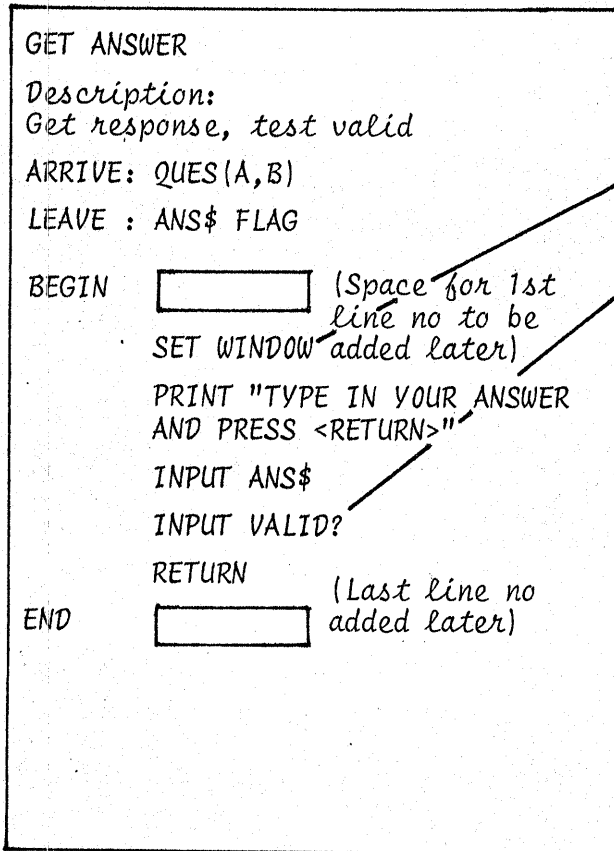 GET ANSWER
Description:
Get response, test valid
ARRIVE: QUES(A,B)
LEAVE : ANS$ FLAG
BEGIN (Space for 1st
line no to be
SET WINDOW added later)
PRINT "TYPE IN YOUR ANSWER
AND PRESS <RETURN>"
INPUT ANS$
INPUT VALID?
RETURN
(Last line no
END added later)